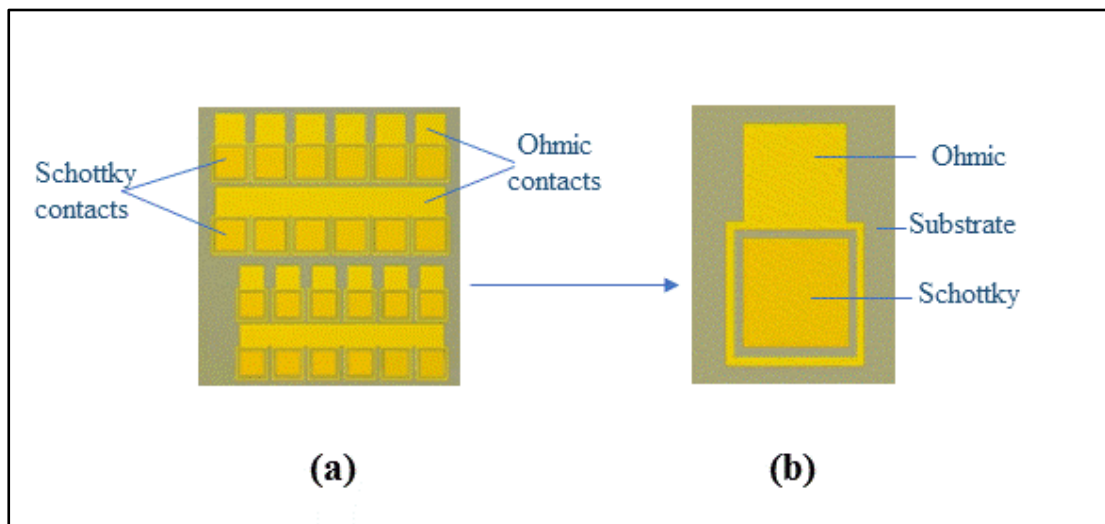 Schottky
contacts
Ohmic
contacts
Ohmic
Substrate
Schottky
(a)
(b)